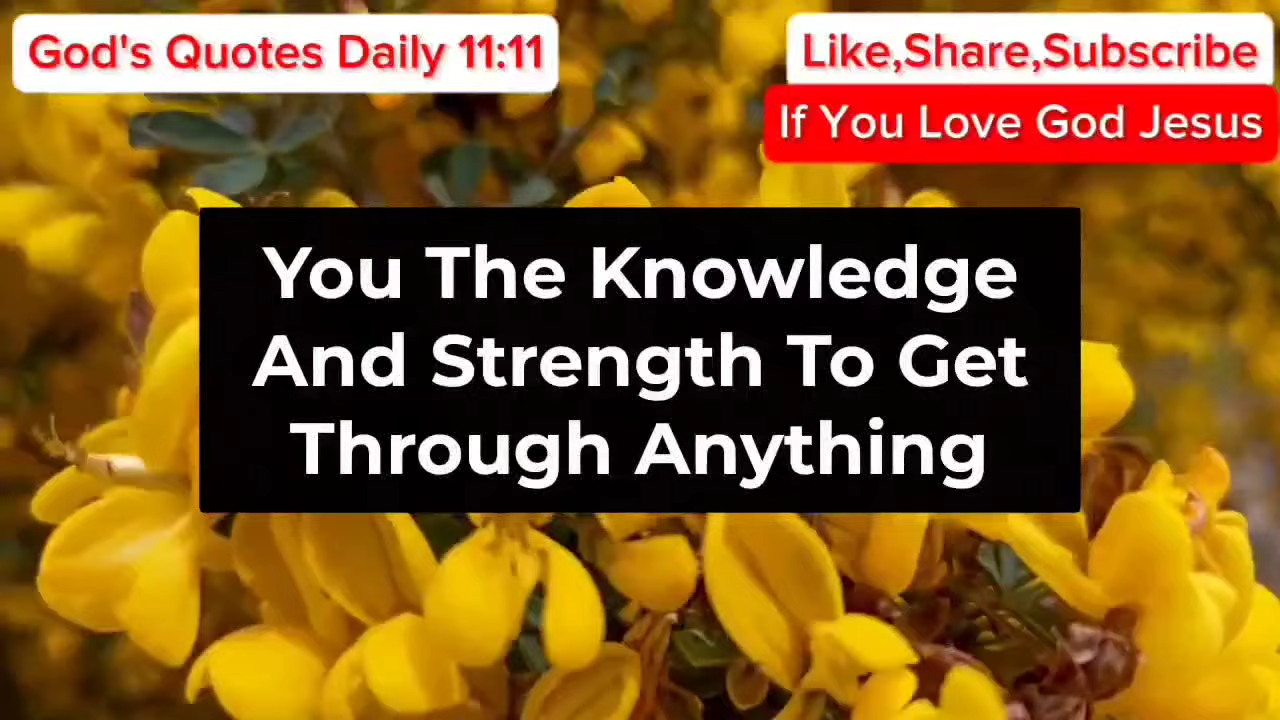 God's Quotes Daily 11:11
Like,Share,Subscribe
If You Love God Jesus
You The Knowledge
And Strength To Get
Through Anything